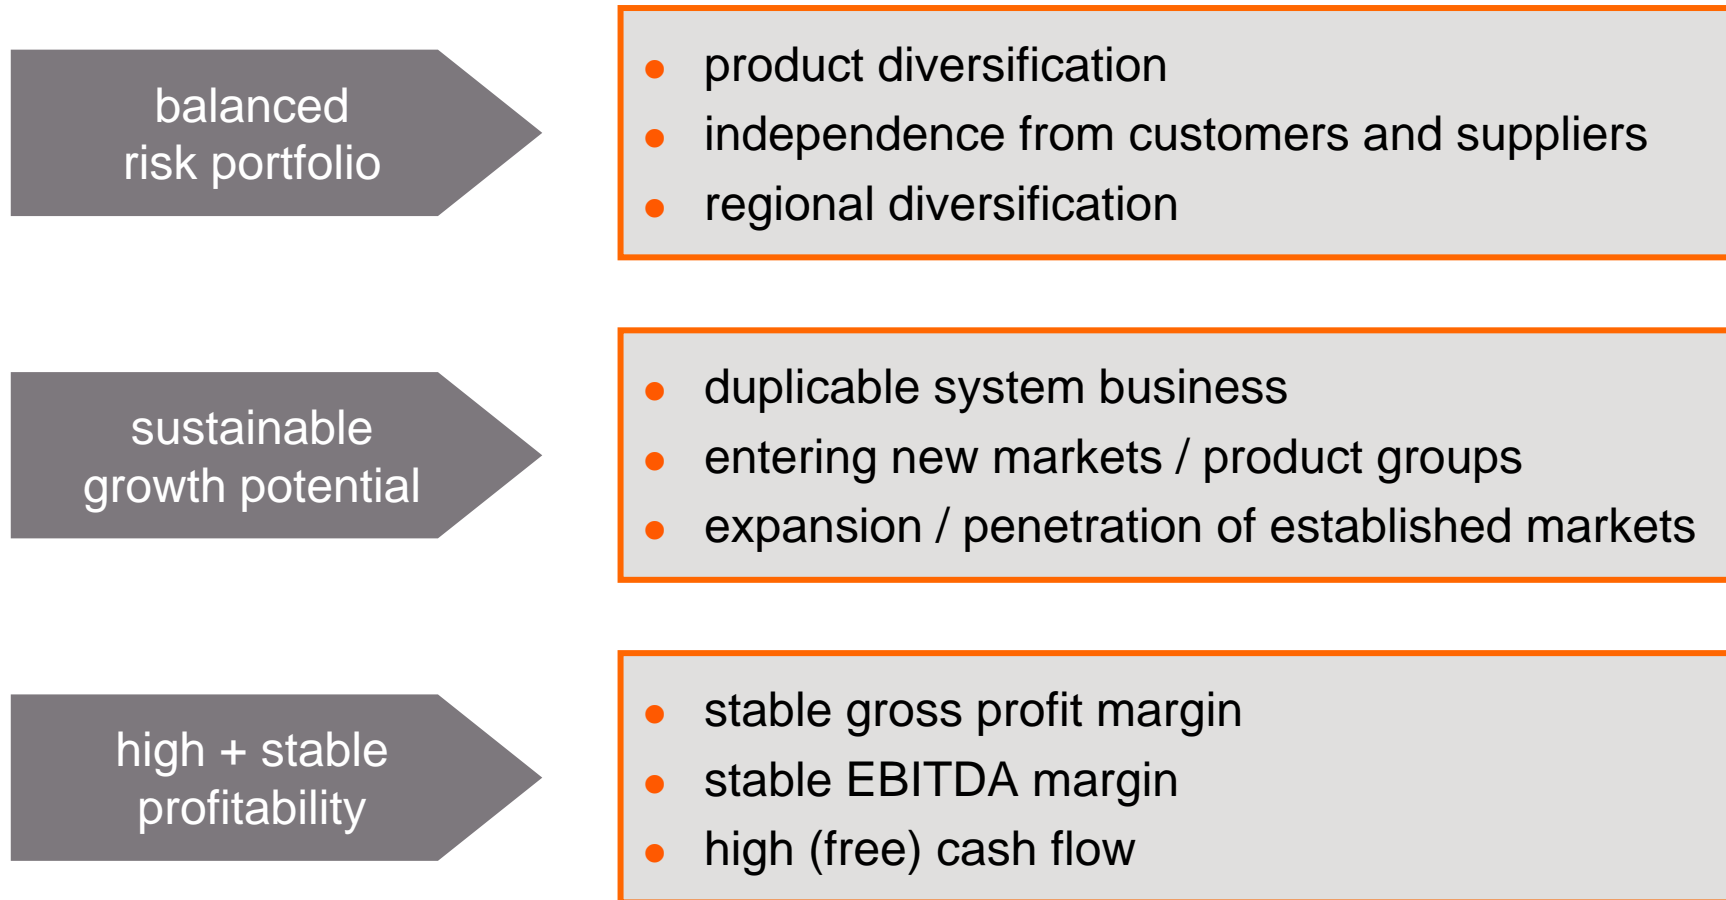 balanced
risk portfolio
● product diversification
● independence from customers and suppliers
● regional diversification
sustainable
growth potential
● duplicable system business
● entering new markets / product groups
● expansion / penetration of established markets
high + stable
profitability
● stable gross profit margin
● stable EBITDA margin
● high (free) cash flow